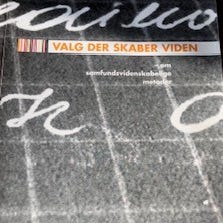 VALG DER SKABER VIDEN
– om
samfundsvidenskabelige
metoder